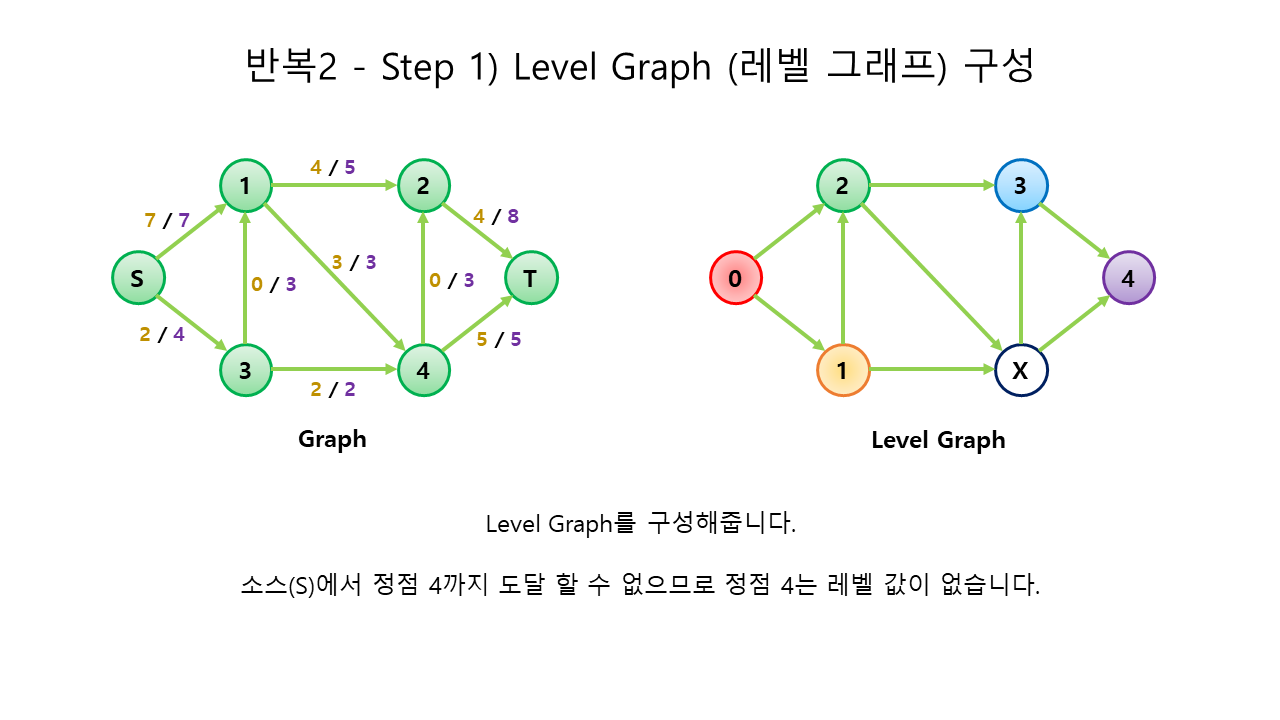 반복2 - Step 1) Level Graph (레벨 그래프) 구성
4 / 5
1
2
3
7 / 7
4 / 8
3 / 3
S
0 / 3
0 / 3
T
0
4
2 / 4
5 / 5
3
4
1
X
2 / 2
Graph
Level Graph
Level Graph를 구성해줍니다.
소스(S)에서 정점 4까지 도달 할 수 없으므로 정점 4는 레벨 값이 없습니다.